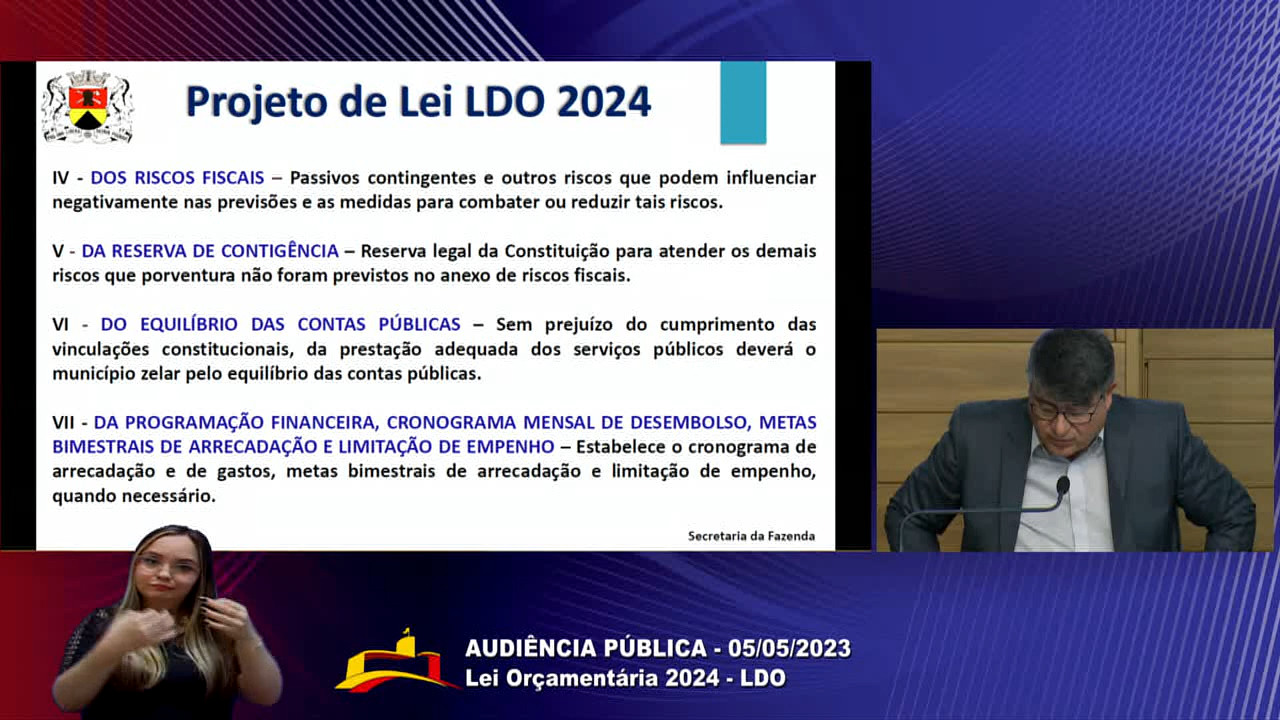 Projeto de Lei LDO 2024
IV - DOS RISCOS FISCAIS – Passivos contingentes e outros riscos que podem influenciar
negativamente nas previsões e as medidas para combater ou reduzir tais riscos.
V - DA RESERVA DE CONTIGÊNCIA – Reserva legal da Constituição para atender os demais
riscos que porventura não foram previstos no anexo de riscos fiscais.
VI - DO EQUILÍBRIO DAS CONTAS PÚBLICAS – Sem prejuízo do cumprimento das
vinculações constitucionais, da prestação adequada dos serviços públicos deverá o
município zelar pelo equilíbrio das contas públicas.
VII - DA PROGRAMAÇÃO FINANCEIRA, CRONOGRAMA MENSAL DE DESEMBOLSO, METAS
BIMESTRAIS DE ARRECADAÇÃO E LIMITAÇÃO DE EMPENHO – Estabelece o cronograma de
arrecadação e de gastos, metas bimestrais de arrecadação e limitação de empenho,
quando necessário.
Secretaria da Fazenda
AUDIÊNCIA PÚBLICA - 05/05/2023
Lei Orçamentária 2024 - LDO